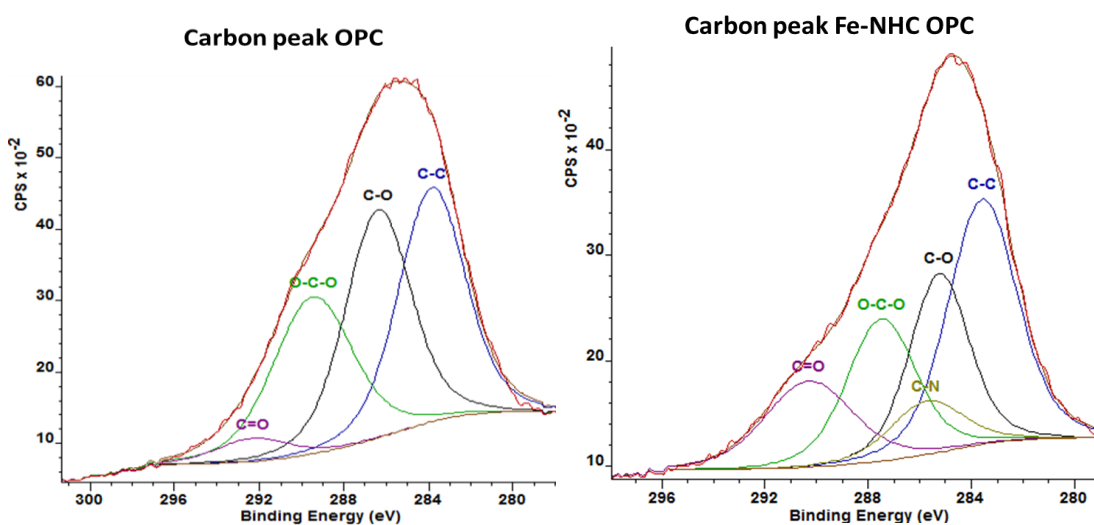 Carbon peak OPC
60
50
40
30
20
10
CPS x 10⁻²
C-C
C-O
O-C-O
C=O
300 296 292 288 284 280
Binding Energy (eV)
Carbon peak Fe-NHC OPC
40
30
20
10
CPS x 10⁻²
C-C
C-O
O-C-O
C=O
C-N
296 292 288 284 280
Binding Energy (eV)